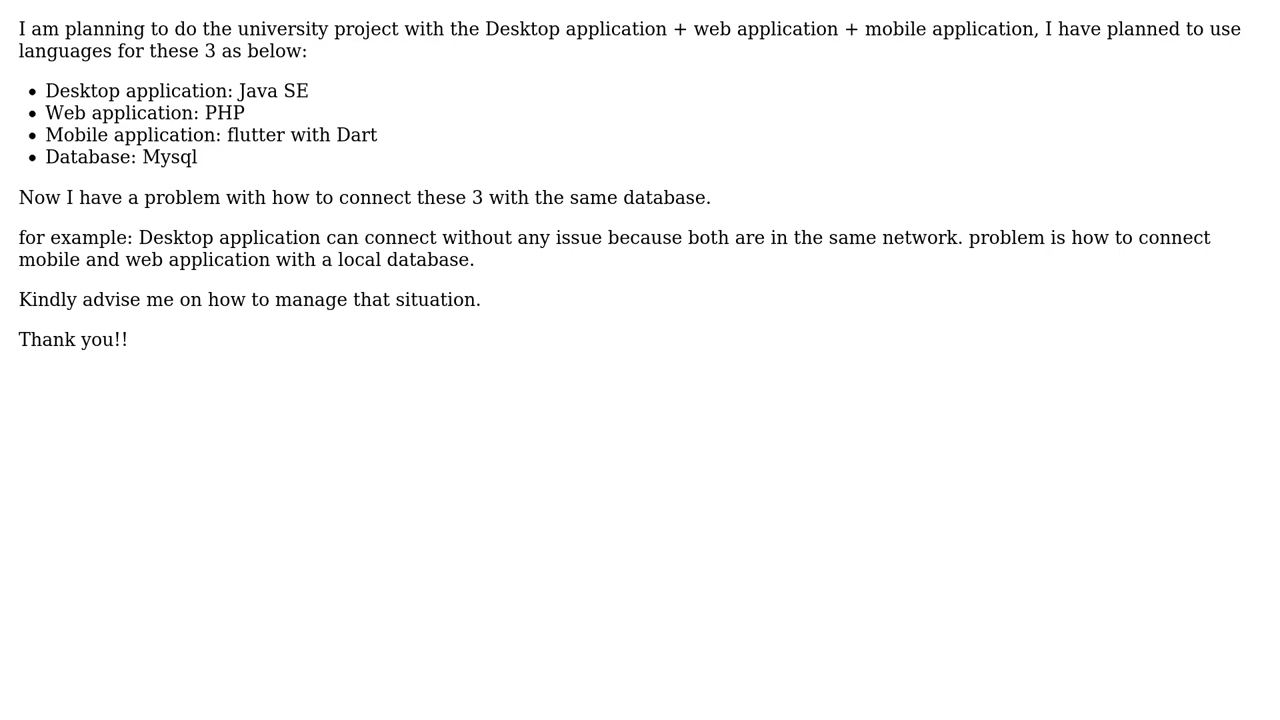 I am planning to do the university project with the Desktop application + web application + mobile application, I have planned to use
languages for these 3 as below:
• Desktop application: Java SE
• Web application: PHP
• Mobile application: flutter with Dart
• Database: Mysql
Now I have a problem with how to connect these 3 with the same database.
for example: Desktop application can connect without any issue because both are in the same network. problem is how to connect
mobile and web application with a local database.
Kindly advise me on how to manage that situation.
Thank you!!